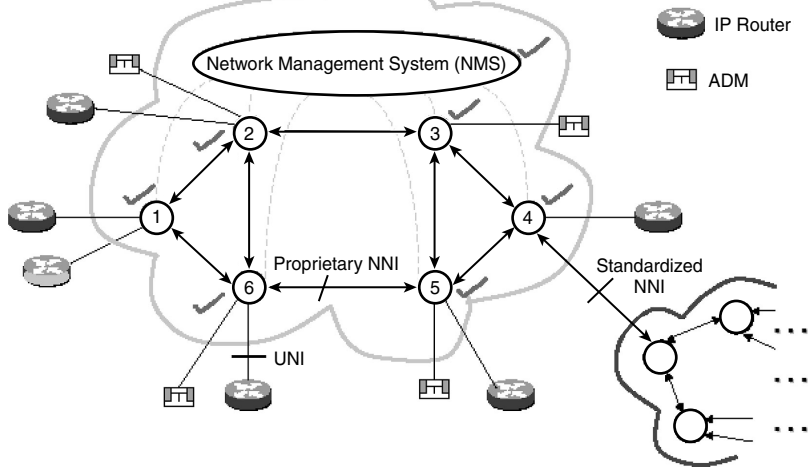 IP Router
Network Management System (NMS)
ADM
2
3
1
4
Proprietary NNI
Standardized
NNI
6
5
UNI
...
...
...